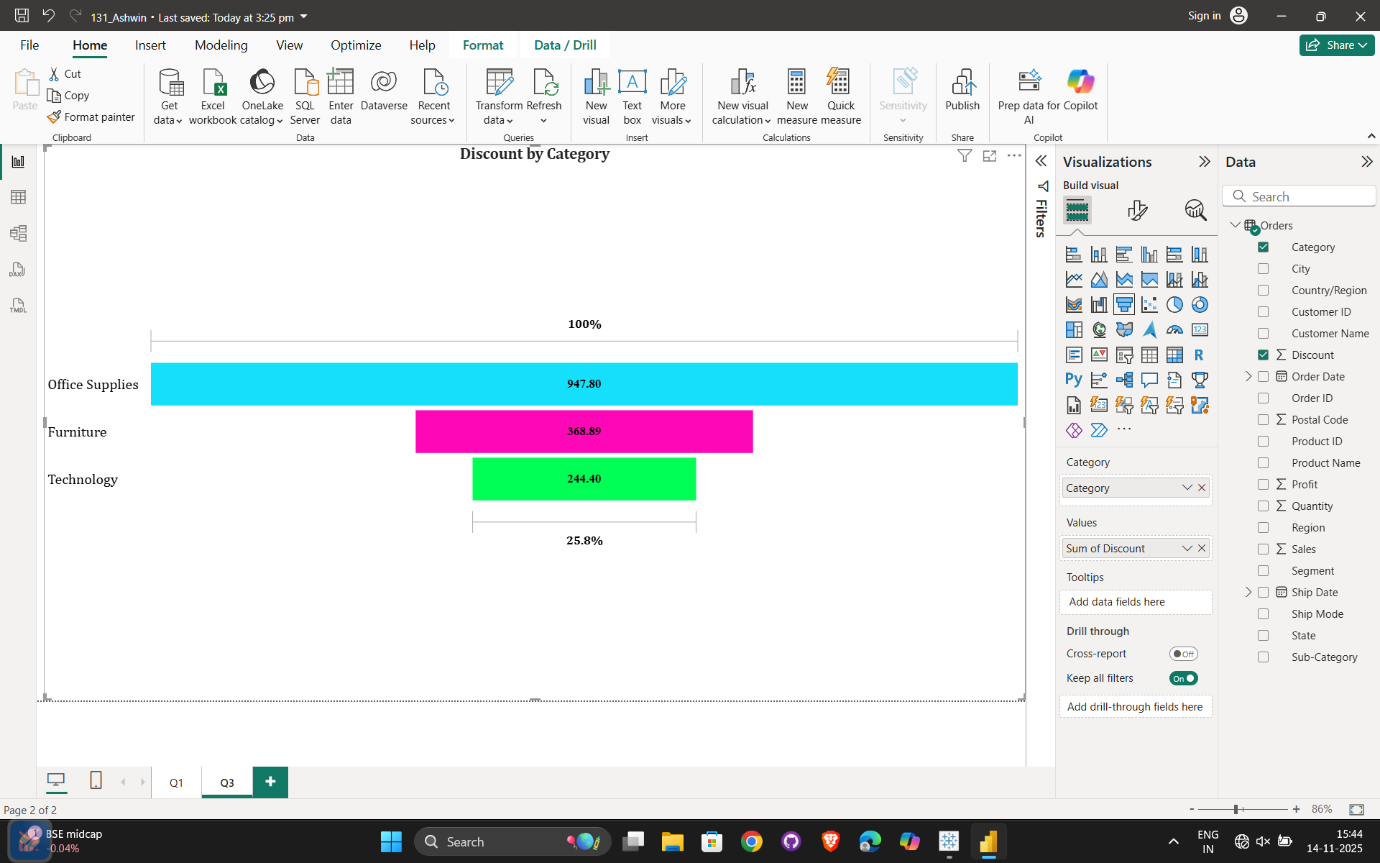 131_Ashwin • Last saved: Today at 3:25 pm
Sign in
File Home Insert Modeling View Optimize Help Format Data / Drill
Share
Paste
Cut
Copy
Format painter
Clipboard
Get data
Excel workbook
OneLake catalog
SQL Server
Enter data
Dataverse
Recent sources
Data
Transform data
Refresh
Queries
New visual
Text box
More visuals
Insert
New visual calculation
New measure
Quick measure
Calculations
Sensitivity
Sensitivity
Publish
Share
Prep data for AI
Copilot
Copilot
DAX
TMDL
Discount by Category
100%
Office Supplies 947.80
Furniture 368.89
Technology 244.40
25.8%
Filters
Visualizations
Build visual
123
R
Py
123
Category
Category
Values
Sum of Discount
Tooltips
Add data fields here
Drill through
Cross-report Off
Keep all filters On
Add drill-through fields here
Data
Search
Orders
Category
City
Country/Region
Customer ID
Customer Name
Discount
Order Date
Order ID
Postal Code
Product ID
Product Name
Profit
Quantity
Region
Sales
Segment
Ship Date
Ship Mode
State
Sub-Category
Q1 Q3
Page 2 of 2
86%
BSE midcap
-0.04%
1
Search
ENG
IN
15:44
14-11-2025